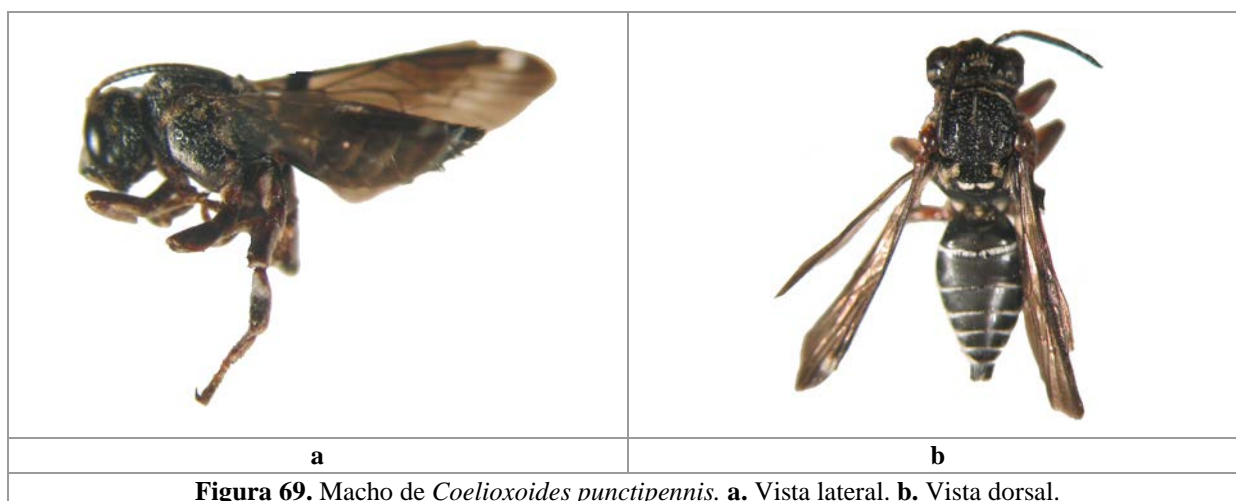 a b
Figura 69. Macho de Coelioxoides punctipennis. a. Vista lateral. b. Vista dorsal.